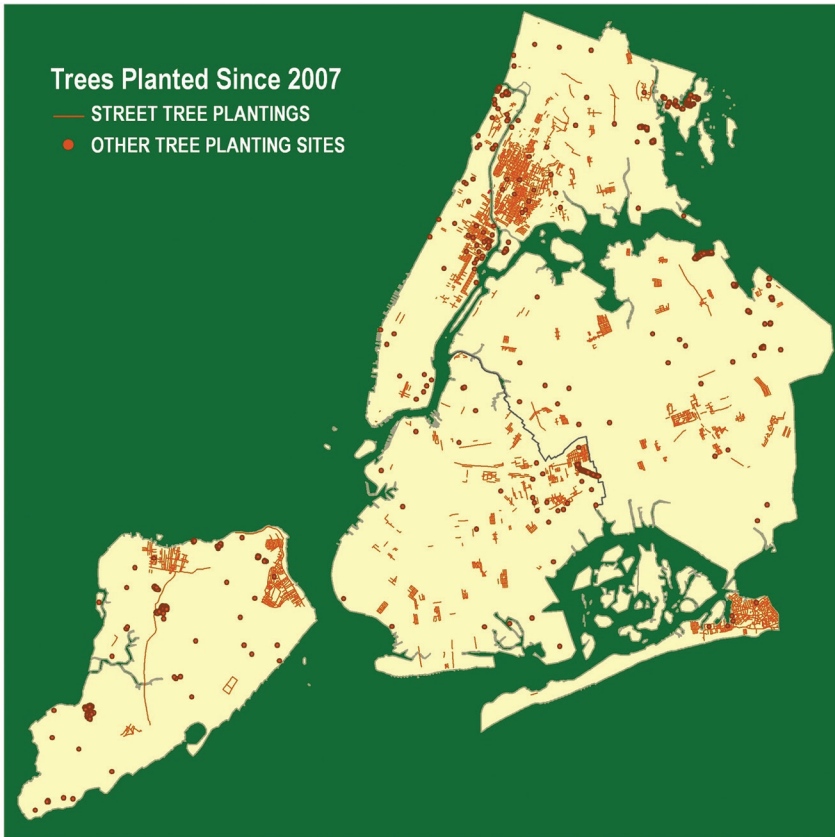 Trees Planted Since 2007
STREET TREE PLANTINGS
OTHER TREE PLANTING SITES